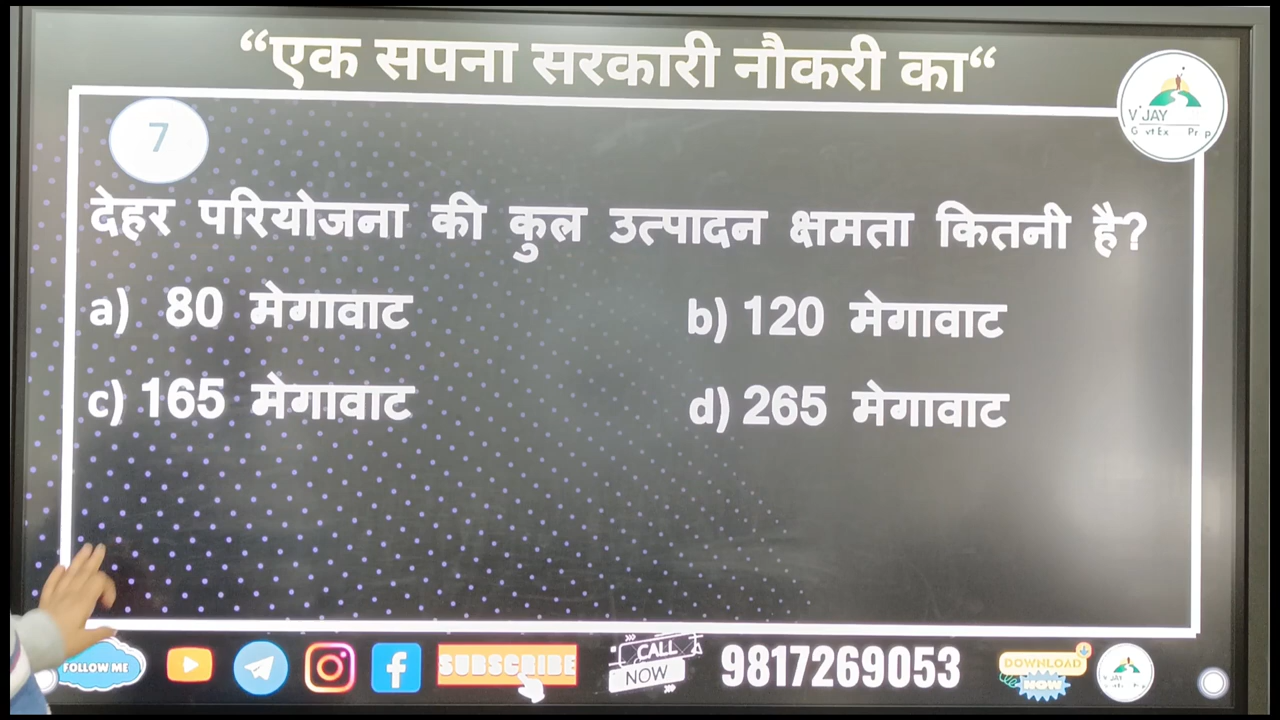 “एक सपना सरकारी नौकरी का“
7
देहर परियोजना की कुल उत्पादन क्षमता कितनी है?
a) 80 मेगावाट b) 120 मेगावाट
c) 165 मेगावाट d) 265 मेगावाट
FOLLOW ME
SUBSCRIBE
CALL
NOW
9817269053
DOWNLOAD
NOW